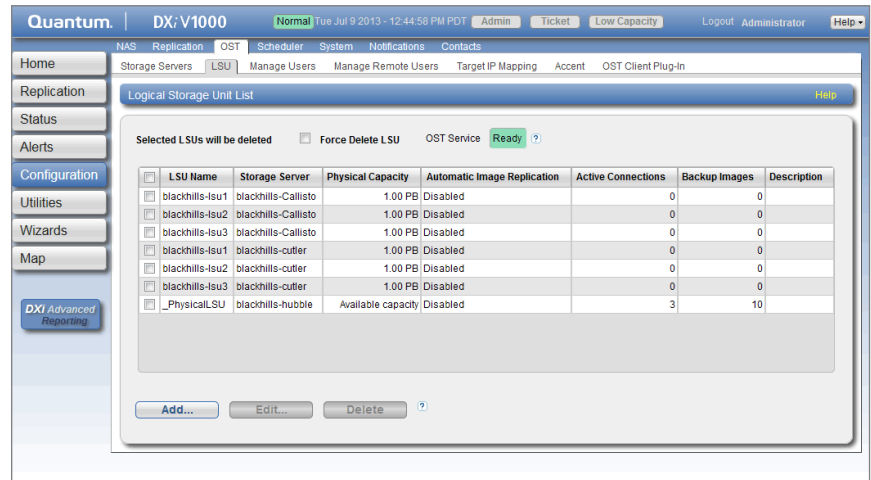 Quantum. DXi V1000 Normal Tue Jul 9 2013 - 12:44:58 PM PDT Admin Ticket Low Capacity Logout Administrator Help
NAS Replication OST Scheduler System Notifications Contacts
Storage Servers LSU Manage Users Manage Remote Users Target IP Mapping Accent OST Client Plug-In
Home
Replication
Status
Alerts
Configuration
Utilities
Wizards
Map
DXi Advanced
Reporting
Logical Storage Unit List Help
Selected LSUs will be deleted Force Delete LSU OST Service Ready ?
LSU Name Storage Server Physical Capacity Automatic Image Replication Active Connections Backup Images Description
blackhills-lsu1 blackhills-Callisto 1.00 PB Disabled 0 0
blackhills-lsu2 blackhills-Callisto 1.00 PB Disabled 0 0
blackhills-lsu3 blackhills-Callisto 1.00 PB Disabled 0 0
blackhills-lsu1 blackhills-cutler 1.00 PB Disabled 0 0
blackhills-lsu2 blackhills-cutler 1.00 PB Disabled 0 0
blackhills-lsu3 blackhills-cutler 1.00 PB Disabled 0 0
_PhysicalLSU blackhills-hubble Available capacity Disabled 3 10
Add... Edit... Delete ?